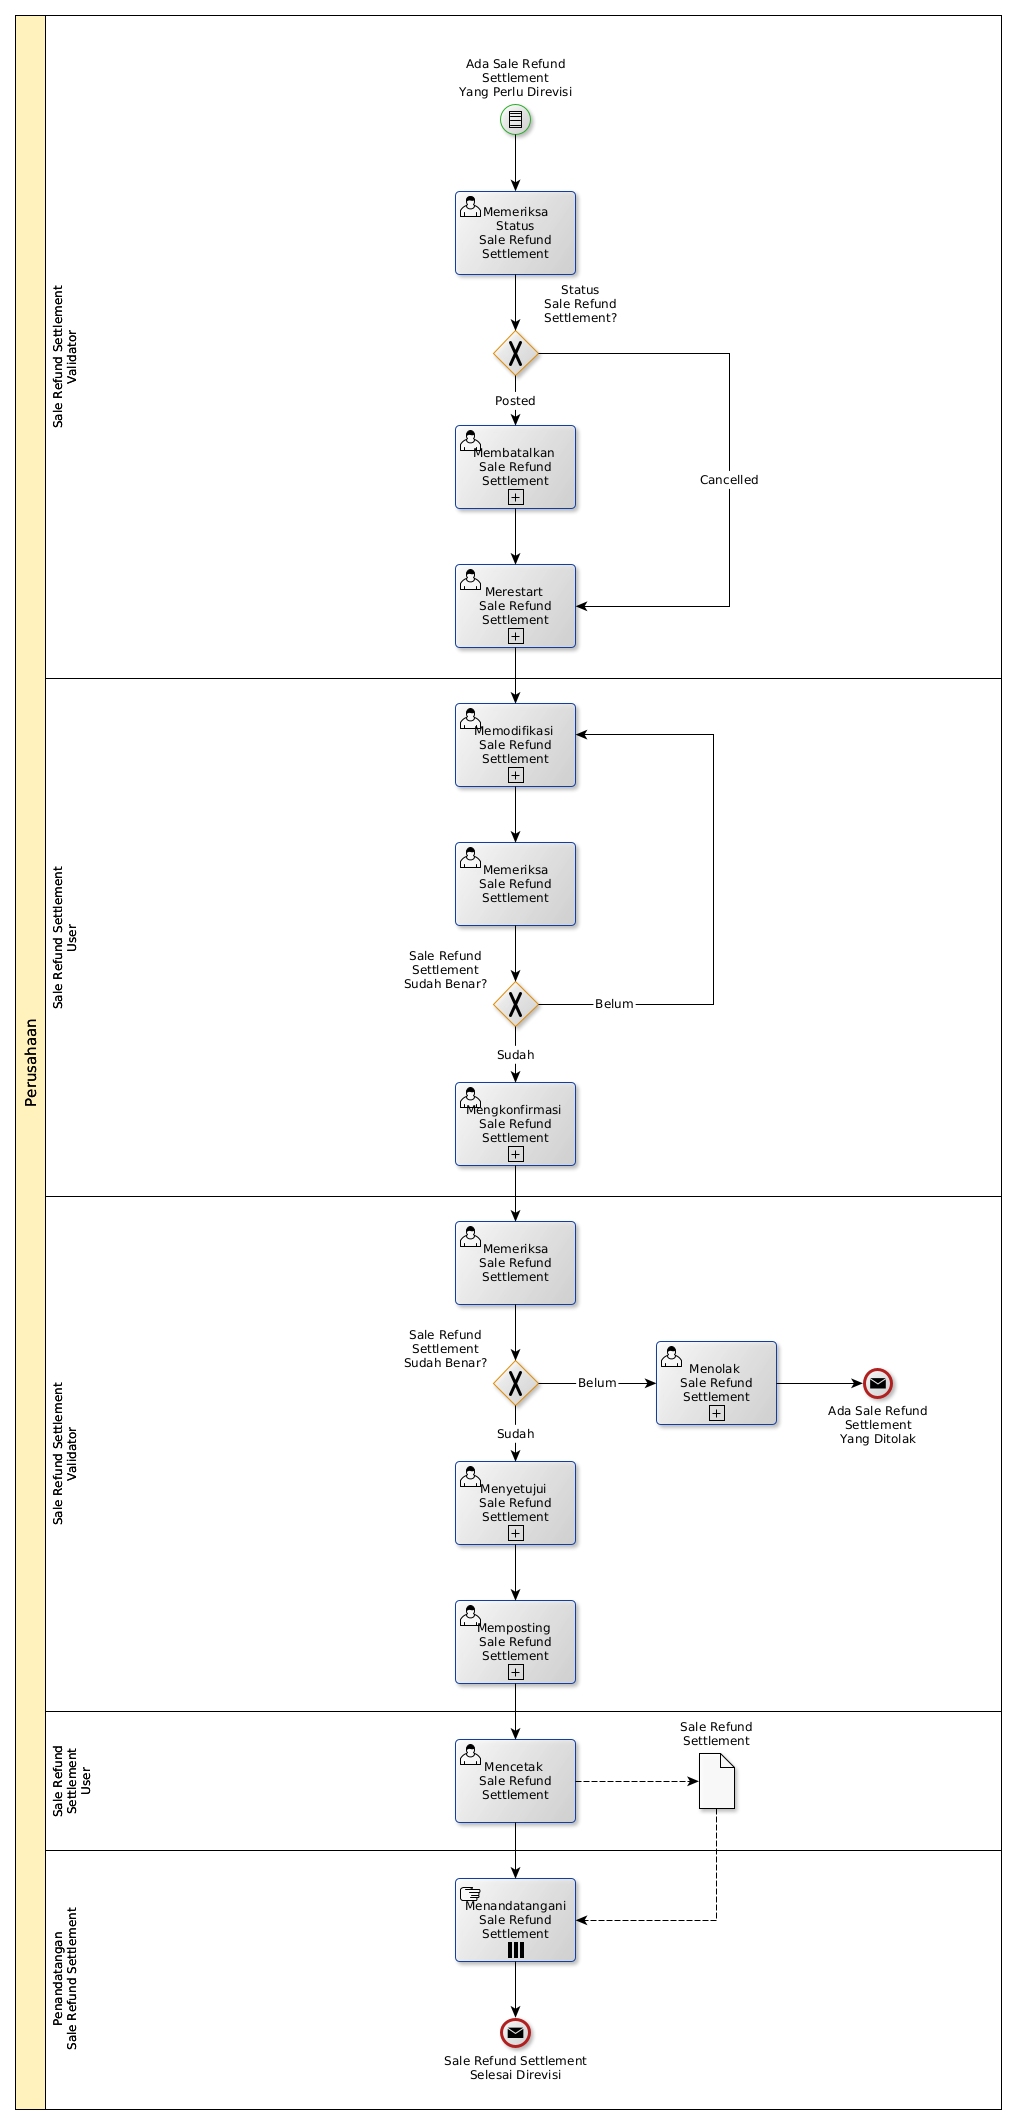 Perusahaan
Sale Refund Settlement
Validator
Ada Sale Refund
Settlement
Yang Perlu Direvisi
Memeriksa
Status
Sale Refund
Settlement
Status
Sale Refund
Settlement?
Posted
Cancelled
Membatalkan
Sale Refund
Settlement
Merestart
Sale Refund
Settlement
Sale Refund Settlement
User
Memodifikasi
Sale Refund
Settlement
Memeriksa
Sale Refund
Settlement
Sale Refund
Settlement
Sudah Benar?
Belum
Sudah
Mengkonfirmasi
Sale Refund
Settlement
Sale Refund Settlement
Validator
Memeriksa
Sale Refund
Settlement
Sale Refund
Settlement
Sudah Benar?
Belum
Menolak
Sale Refund
Settlement
Ada Sale Refund
Settlement
Yang Ditolak
Sudah
Menyetujui
Sale Refund
Settlement
Memposting
Sale Refund
Settlement
Sale Refund
Settlement
User
Mencetak
Sale Refund
Settlement
Sale Refund
Settlement
Penandatangan
Sale Refund Settlement
Menandatangani
Sale Refund
Settlement
Sale Refund Settlement
Selesai Direvisi